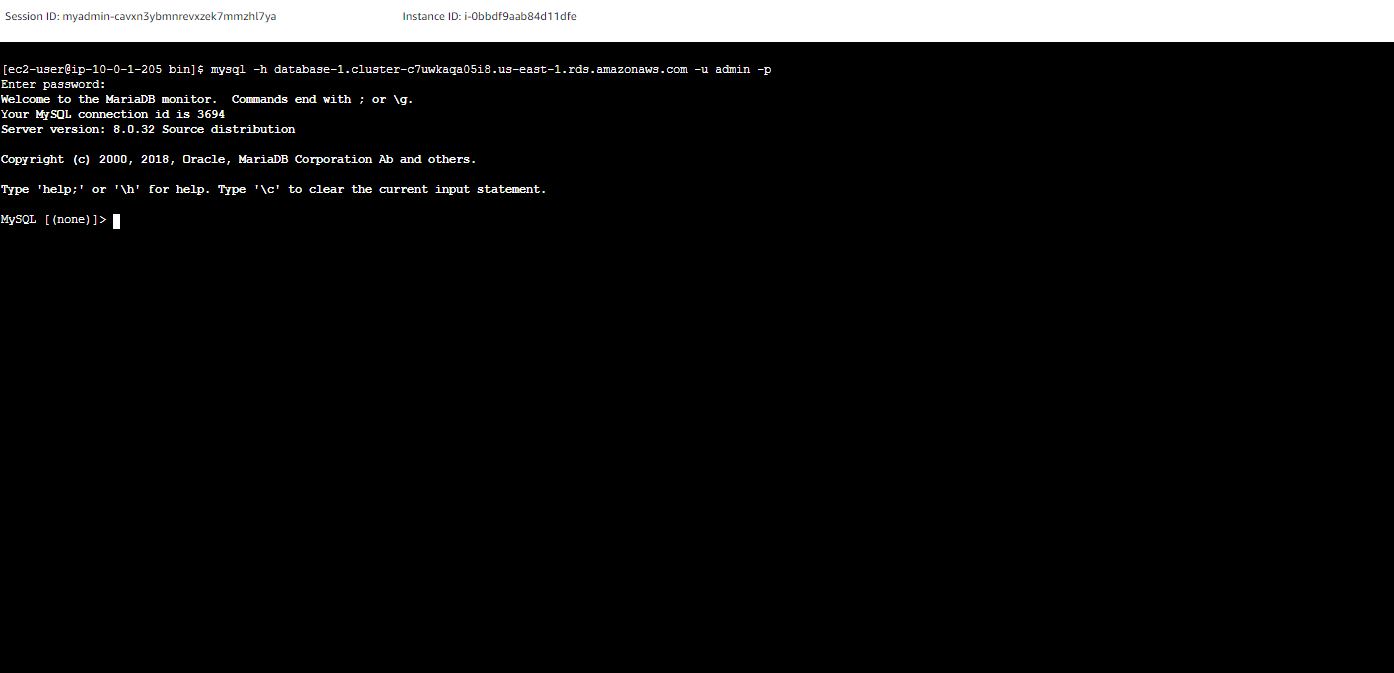 Session ID: myadmin-cavxn3ybmnrevxzek7mmzhl7ya Instance ID: i-0bbdf9aab84d11dfe
[ec2-user@ip-10-0-1-205 bin]$ mysql -h database-1.cluster-c7uwkaqa05i8.us-east-1.rds.amazonaws.com -u admin -p
Enter password:
Welcome to the MariaDB monitor.  Commands end with ; or \g.
Your MySQL connection id is 3694
Server version: 8.0.32 Source distribution
Copyright (c) 2000, 2018, Oracle, MariaDB Corporation Ab and others.
Type 'help;' or '\h' for help. Type '\c' to clear the current input statement.
MySQL [(none)]>